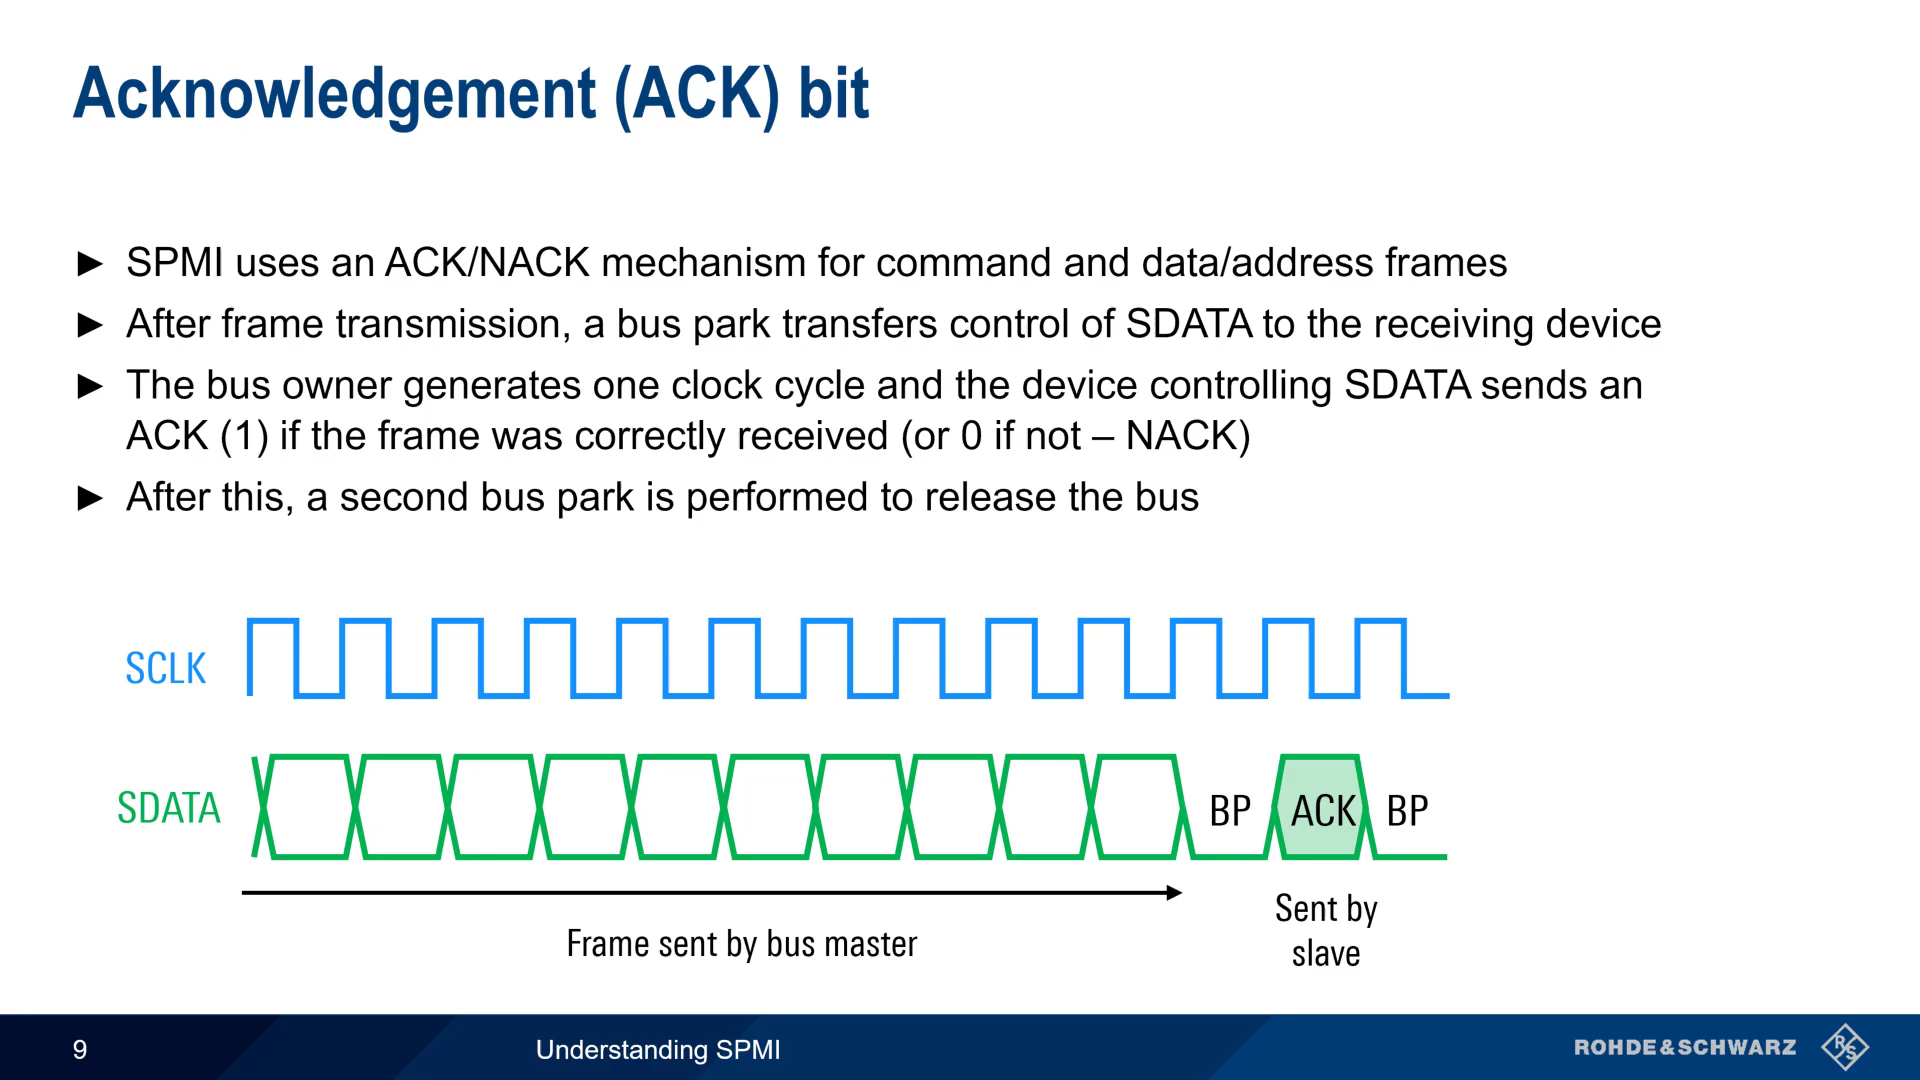 Acknowledgement (ACK) bit
► SPMI uses an ACK/NACK mechanism for command and data/address frames
► After frame transmission, a bus park transfers control of SDATA to the receiving device
► The bus owner generates one clock cycle and the device controlling SDATA sends an
ACK (1) if the frame was correctly received (or 0 if not – NACK)
► After this, a second bus park is performed to release the bus
SCLK
SDATA
BP ACK BP
Frame sent by bus master
Sent by
slave
9
Understanding SPMI
ROHDE&SCHWARZ
RS